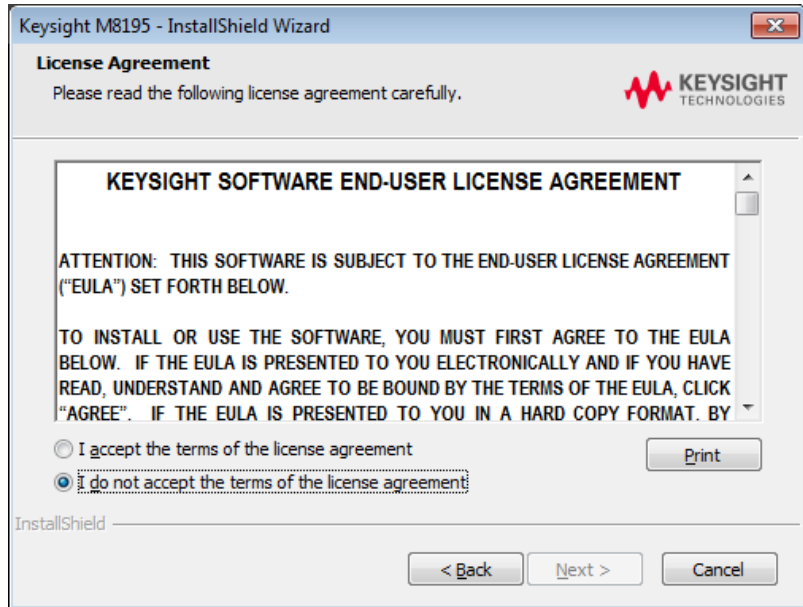 Keysight M8195 - InstallShield Wizard
License Agreement
Please read the following license agreement carefully.
KEYSIGHT
TECHNOLOGIES
KEYSIGHT SOFTWARE END-USER LICENSE AGREEMENT
ATTENTION: THIS SOFTWARE IS SUBJECT TO THE END-USER LICENSE AGREEMENT
(“EULA”) SET FORTH BELOW.
TO INSTALL OR USE THE SOFTWARE, YOU MUST FIRST AGREE TO THE EULA
BELOW. IF THE EULA IS PRESENTED TO YOU ELECTRONICALLY AND IF YOU HAVE
READ, UNDERSTAND AND AGREE TO BE BOUND BY THE TERMS OF THE EULA, CLICK
“AGREE”. IF THE EULA IS PRESENTED TO YOU IN A HARD COPY FORMAT, BY
I accept the terms of the license agreement
Print
I do not accept the terms of the license agreement
InstallShield
< Back
Next >
Cancel